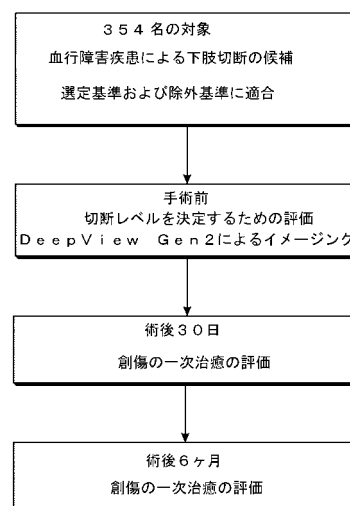 ３５４名の対象
血行障害疾患による下肢切断の候補
選定基準および除外基準に適合
手術前
切断レベルを決定するための評価
ＤｅｅｐＶｉｅｗ　Ｇｅｎ２によるイメージング
術後３０日
創傷の一次治癒の評価
術後６ヶ月
創傷の一次治癒の評価